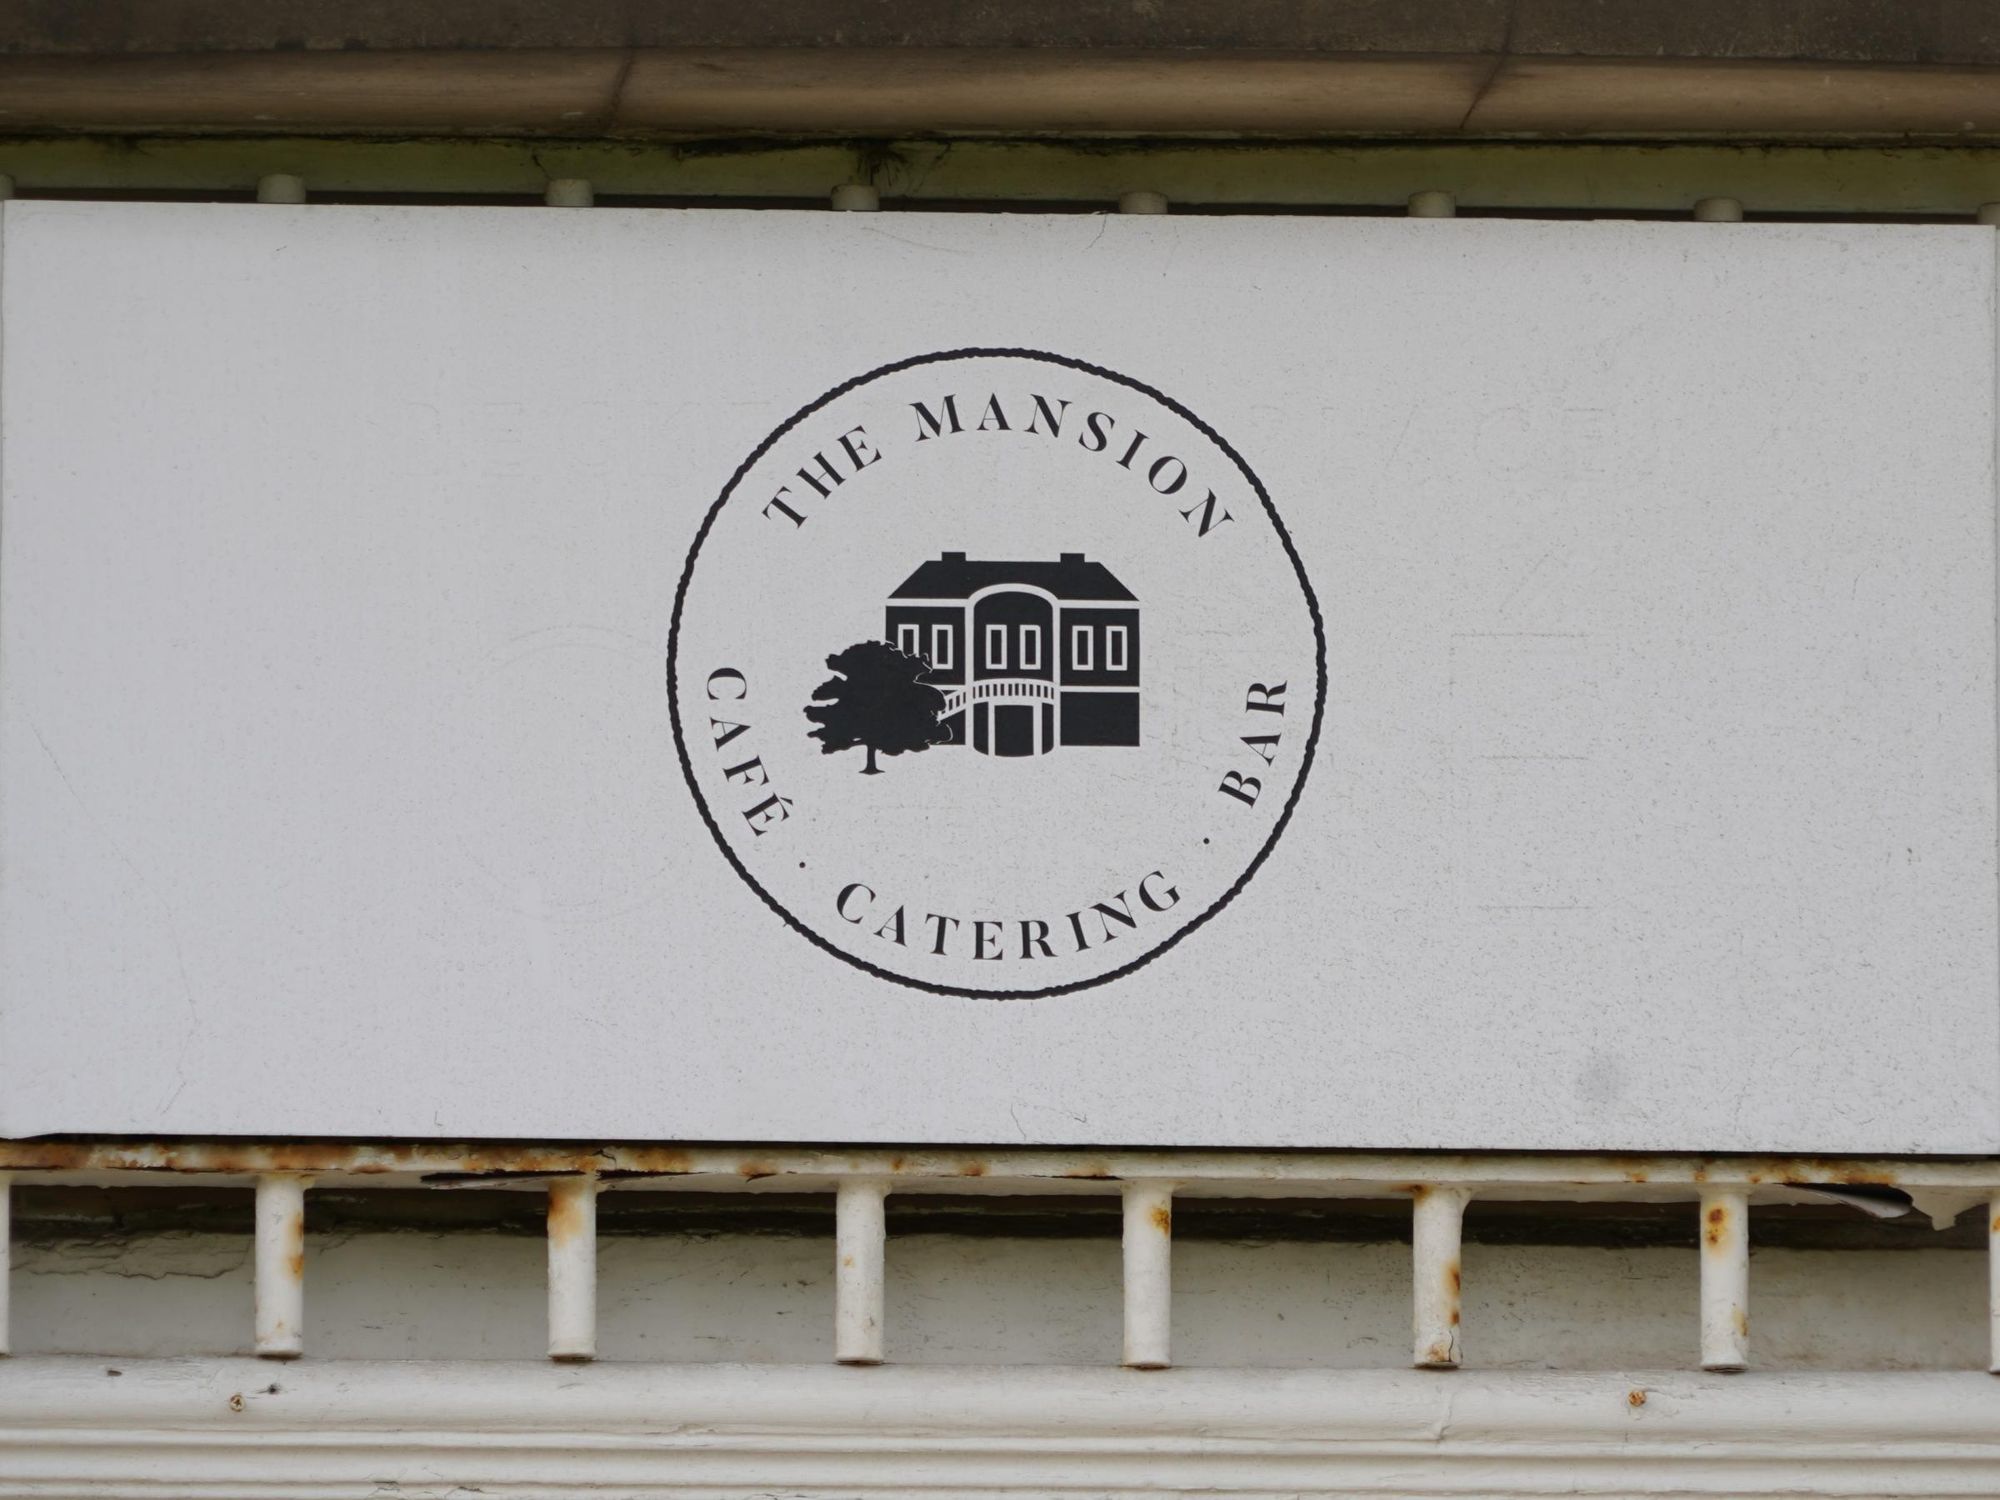 THE MANSION
CAFÉ · CATERING · BAR